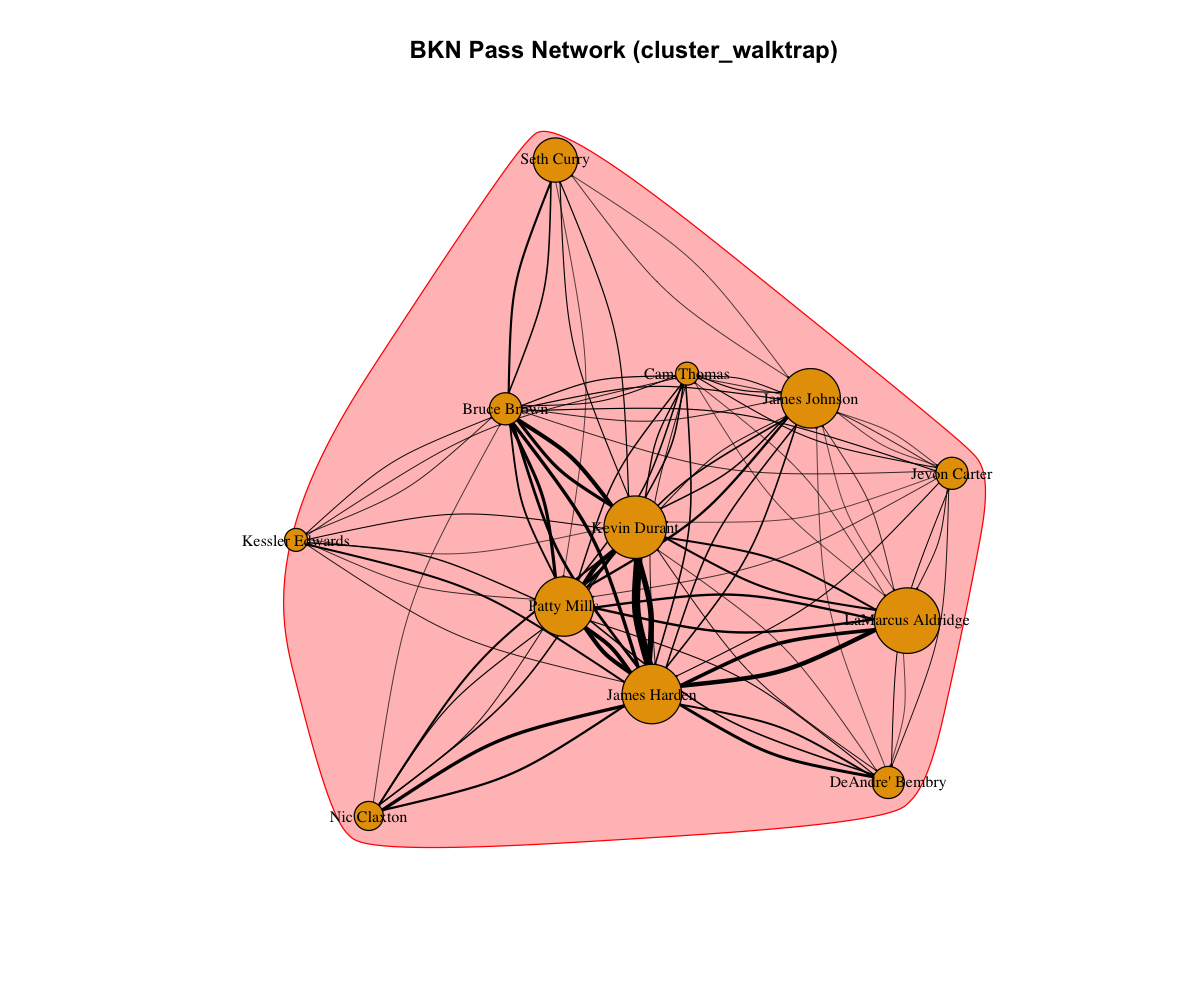 BKN Pass Network (cluster_walktrap)
Seth Curry
Cam Thomas
James Johnson
Bruce Brown
Jevon Carter
Kevin Durant
Kessler Edwards
Patty Mills
LaMarcus Aldridge
James Harden
DeAndre' Bembry
Nic Claxton